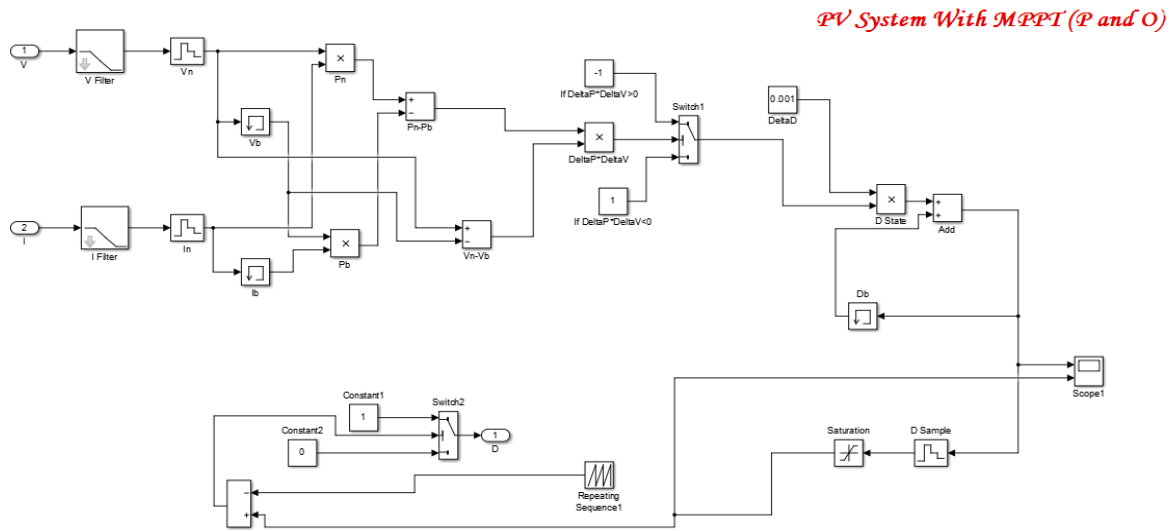 PV System With MPPT (P and O)
1
V
V Filter
Vn
×
Pn
+
−
Pn-Pb
Vb
-1
If DeltaP*DeltaV>0
Switch1
×
DeltaP*DeltaV
1
If DeltaP*DeltaV<0
0.001
DeltaD
×
D State
+
+
Add
2
I
I Filter
In
Ib
×
Pb
+
−
Vn-Vb
Db
Scope1
Constant1
1
Switch2
Constant2
0
1
D
Saturation
D Sample
Repeating
Sequence1
−
+